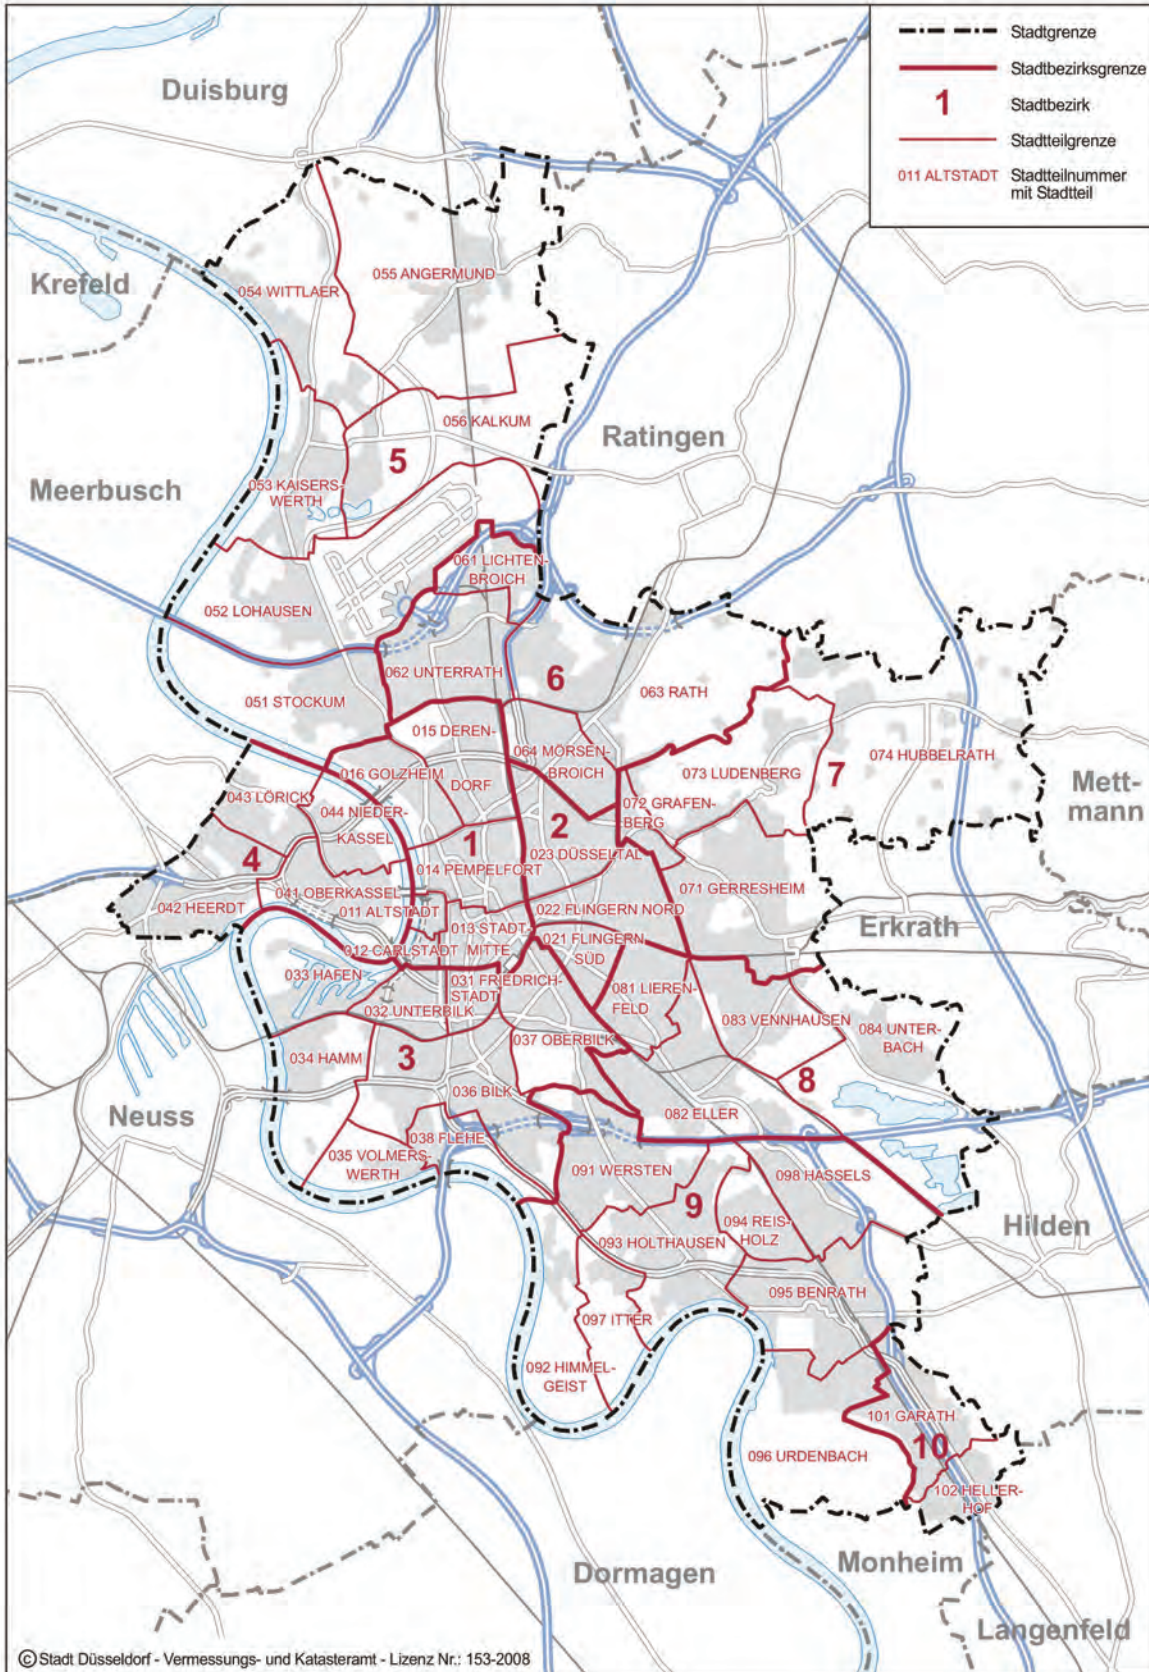 Stadtgrenze
Stadtbezirksgrenze
1
Stadtbezirk
Stadtteilgrenze
011 ALTSTADT
Stadtteilnummer
mit Stadtteil
Duisburg
Krefeld
055 ANGERMUND
054 WITTLAER
056 KALKUM
Ratingen
5
Meerbusch
053 KAISERS-
WERTH
061 LICHTEN-
BROICH
052 LOHAUSEN
062 UNTERRATH
6
063 RATH
051 STOCKUM
015 DEREN-
DORF
064 MÖRSEN-
BROICH
074 HUBBELRATH
016 GOLZHEIM
073 LUDENBERG
7
Mett-
mann
043 LÖRICK
044 NIEDER-
KASSEL
072 GRAFEN-
BERG
1
2
023 DÜSSELTAL
4
014 PEMPELFORT
071 GERRESHEIM
041 OBERKASSEL
042 HEERDT
011 ALTSTADT
022 FLINGERN NORD
Erkrath
013 STADT-
MITTE
012 CARLSTADT
021 FLINGERN
SÜD
033 HAFEN
031 FRIEDRICH-
STADT
081 LIEREN-
FELD
032 UNTERBILK
083 VENNHAUSEN
084 UNTER-
BACH
037 OBERBILK
034 HAMM
3
8
036 BILK
Neuss
082 ELLER
038 FLEHE
035 VOLMERS-
WERTH
091 WERSTEN
098 HASSELS
9
094 REIS-
HOLZ
Hilden
093 HOLTHAUSEN
095 BENRATH
097 ITTER
092 HIMMEL-
GEIST
101 GARATH
10
096 URDENBACH
102 HELLER-
HOF
Dormagen
Monheim
Langenfeld
© Stadt Düsseldorf - Vermessungs- und Katasteramt - Lizenz Nr.: 153-2008